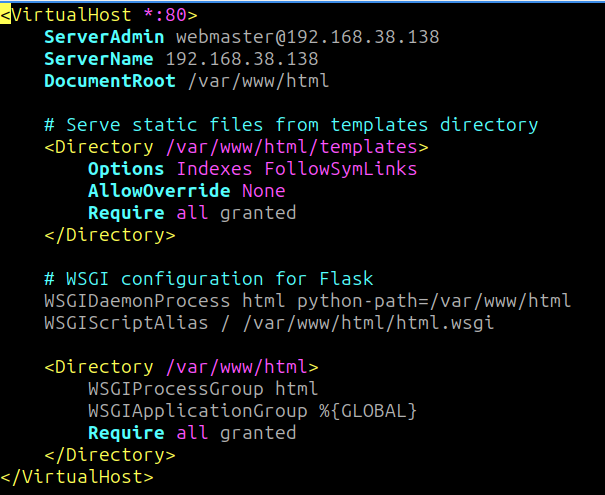 <VirtualHost *:80>
    ServerAdmin webmaster@192.168.38.138
    ServerName 192.168.38.138
    DocumentRoot /var/www/html

    # Serve static files from templates directory
    <Directory /var/www/html/templates>
        Options Indexes FollowSymLinks
        AllowOverride None
        Require all granted
    </Directory>

    # WSGI configuration for Flask
    WSGIDaemonProcess html python-path=/var/www/html
    WSGIScriptAlias / /var/www/html/html.wsgi

    <Directory /var/www/html>
        WSGIProcessGroup html
        WSGIApplicationGroup %{GLOBAL}
        Require all granted
    </Directory>
</VirtualHost>